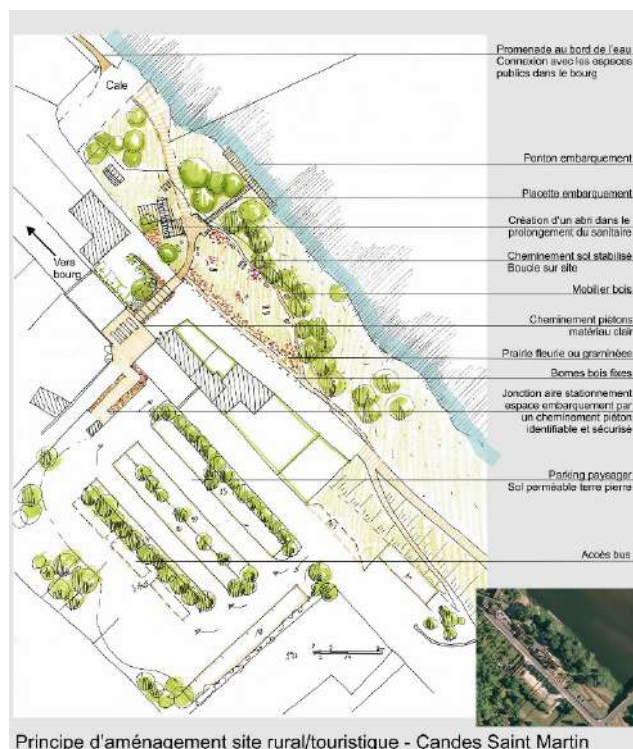 Promenade au bord de l'eau
Connexion avec les espaces
publics dans le bourg
Cale
Ponton embarquement
Placette embarquement
Création d'un abri dans le
prolongement du sanitaire
Cheminement sol stabilisé
Boucle sur site
Vers
bourg
Mobilier bois
Cheminement piétons
matériau clair
Prairie fleurie ou graminées
Bornes bois fixes
Jonction aire stationnement
espace embarquement par
un cheminement piéton
identifiable et sécurisé
Parking paysager
Sol perméable terre pierre
Accès bus
Principe d'aménagement site rural/touristique - Candes Saint Martin